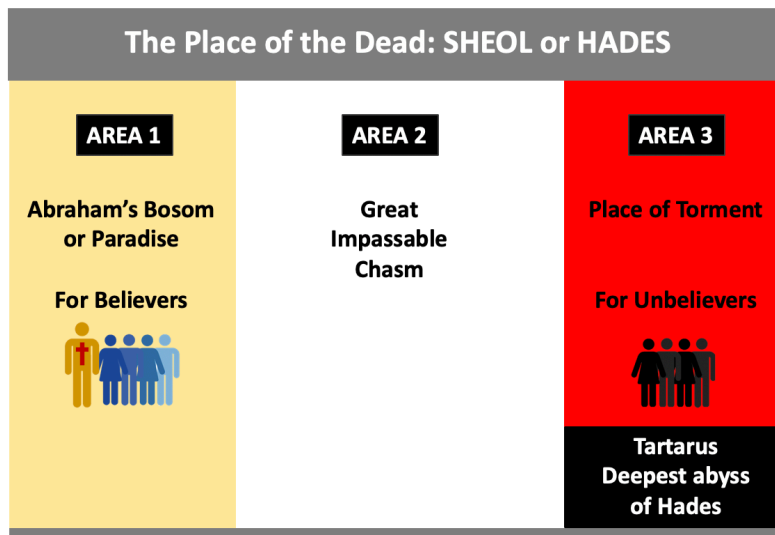 The Place of the Dead: SHEOL or HADES
AREA 1
Abraham's Bosom
or Paradise
For Believers
AREA 2
Great
Impassable
Chasm
AREA 3
Place of Torment
For Unbelievers
Tartarus
Deepest abyss
of Hades